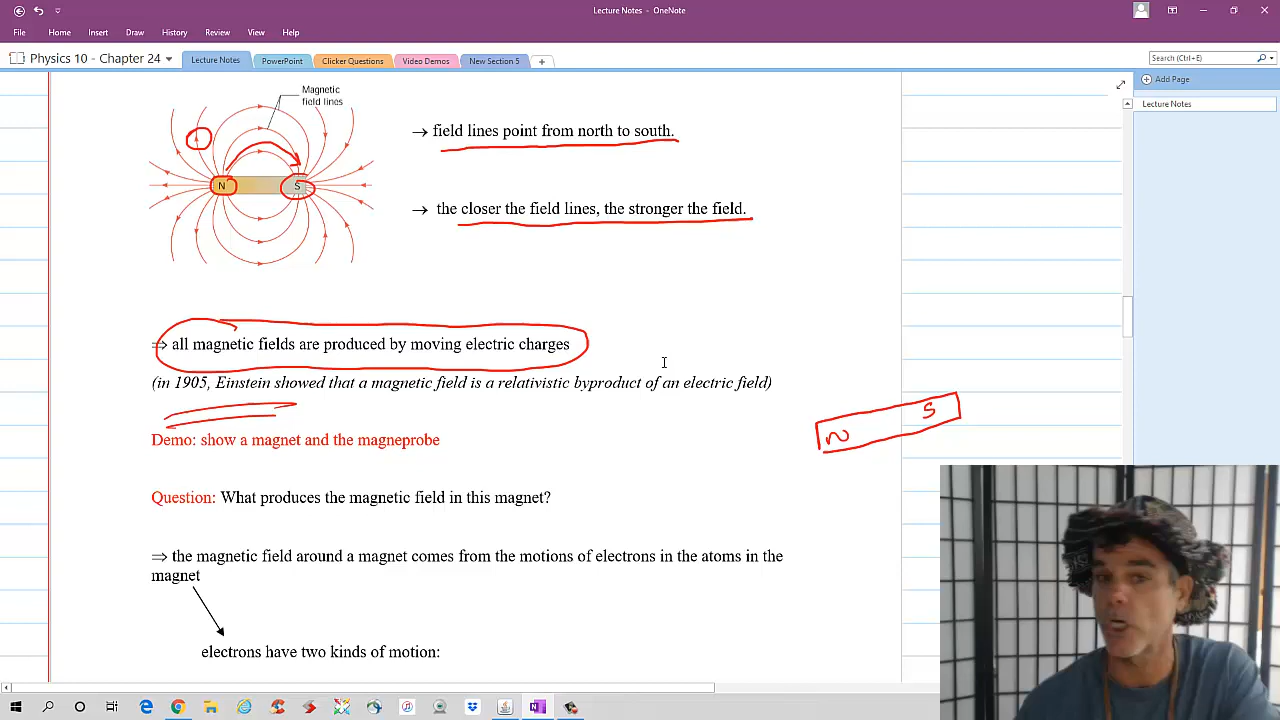 Lecture Notes - OneNote
File Home Insert Draw History Review View Help
Physics 10 - Chapter 24 Lecture Notes PowerPoint Clicker Questions Video Demos New Section 5 Search (Ctrl+E)
Add Page
Lecture Notes
Magnetic
field lines
→ field lines point from north to south.
N S
→ the closer the field lines, the stronger the field.
⇒ all magnetic fields are produced by moving electric charges
(in 1905, Einstein showed that a magnetic field is a relativistic byproduct of an electric field)
N S
Demo: show a magnet and the magneprobe
Question: What produces the magnetic field in this magnet?
⇒ the magnetic field around a magnet comes from the motions of electrons in the atoms in the
magnet
electrons have two kinds of motion: